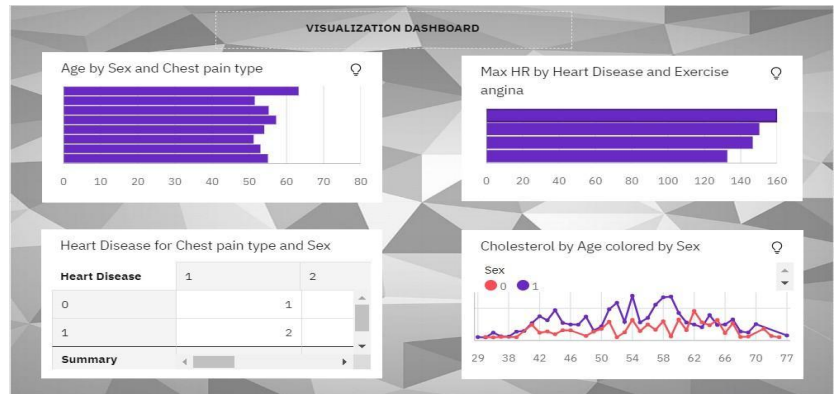 VISUALIZATION DASHBOARD
Age by Sex and Chest pain type
0 10 20 30 40 50 60 70 80
Max HR by Heart Disease and Exercise
angina
0 20 40 60 80 100 120 140 160
Heart Disease for Chest pain type and Sex
Heart Disease 1 2
0 1
1 2
Summary
Cholesterol by Age colored by Sex
Sex
0 1
29 38 42 46 50 54 58 62 66 70 77